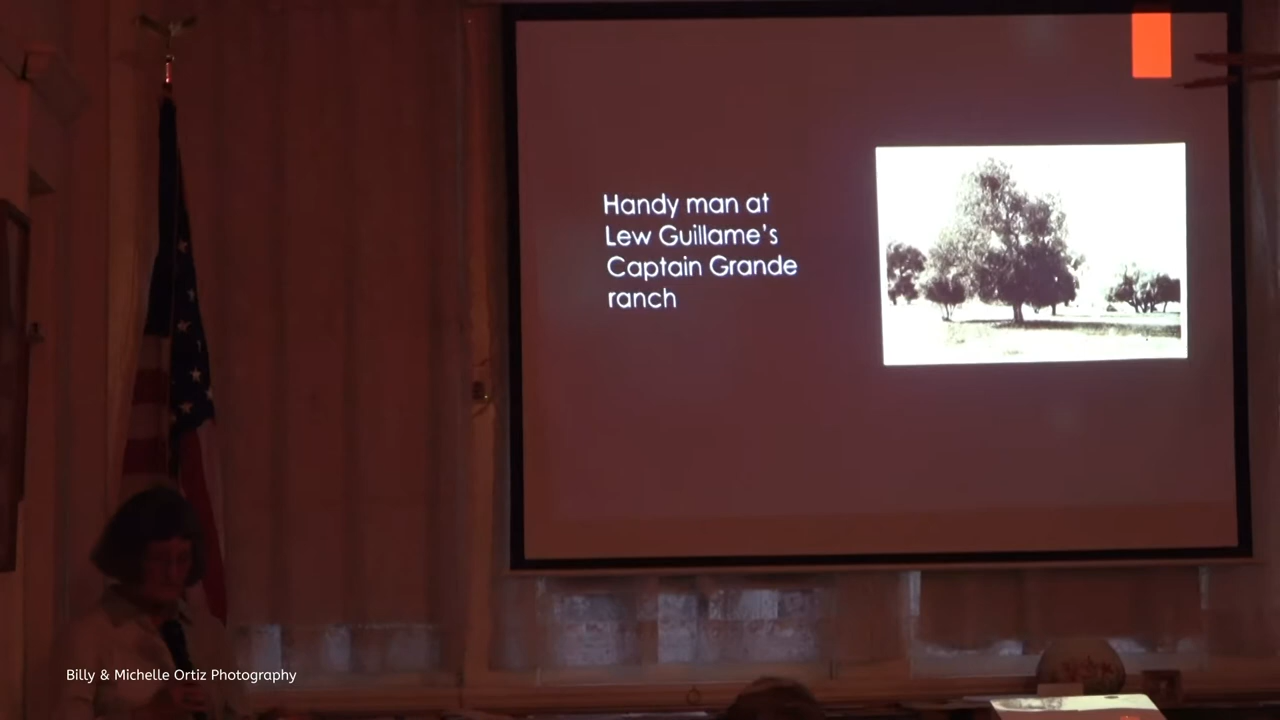 Handy man at
Lew Guillame’s
Captain Grande
ranch
Billy & Michelle Ortiz Photography